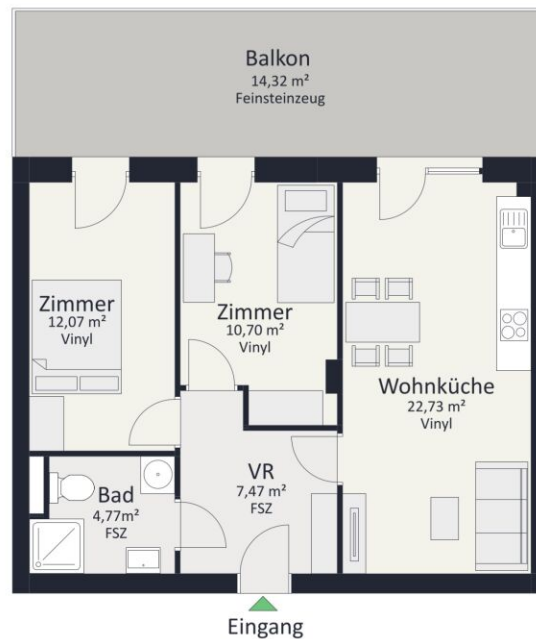 Balkon
14,32 m²
Feinsteinzeug
Zimmer
12,07 m²
Vinyl
Zimmer
10,70 m²
Vinyl
Wohnküche
22,73 m²
Vinyl
Bad
4,77m²
FSZ
VR
7,47 m²
FSZ
Eingang